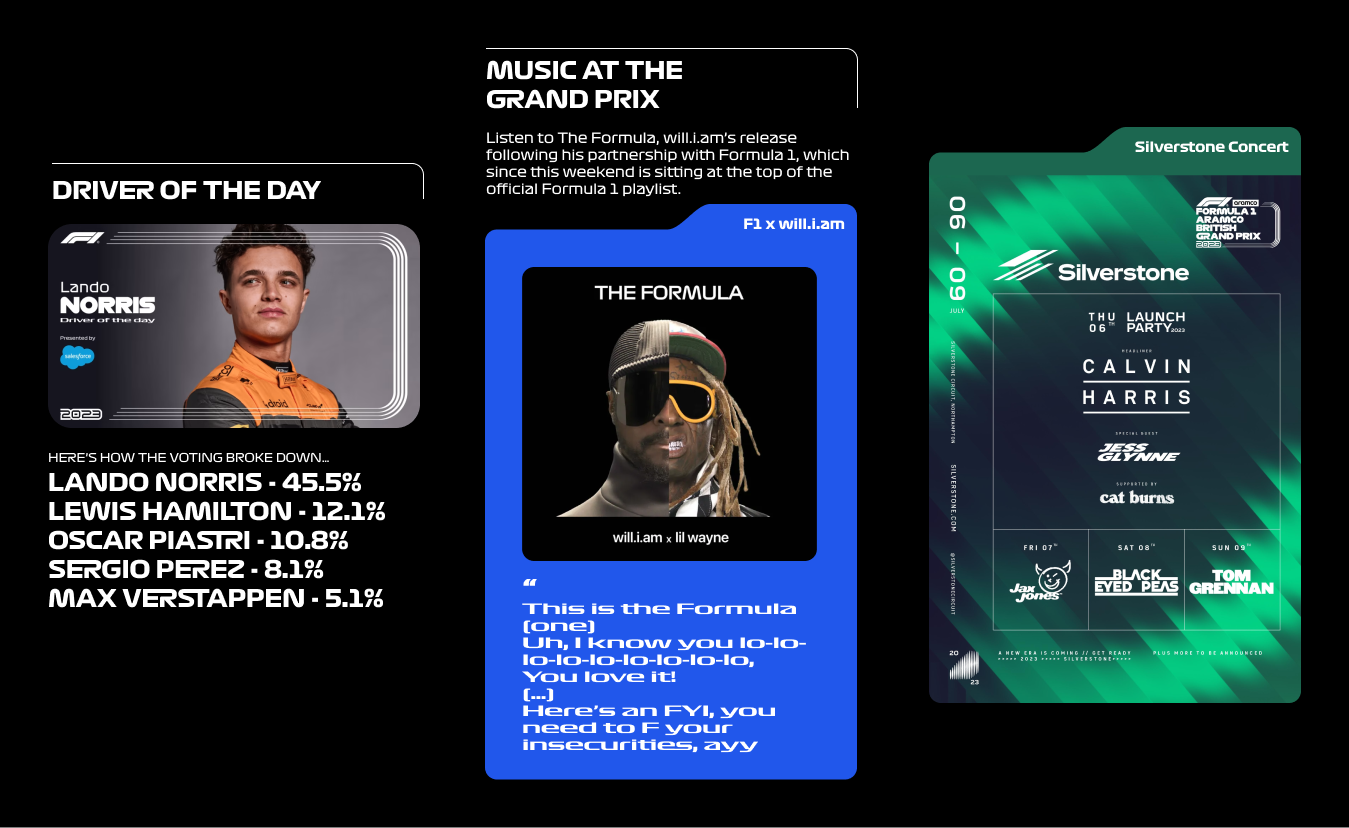 DRIVER OF THE DAY
F1
Lando
NORRIS
Driver of the day
Presented by
salesforce
droid
2023
HERE'S HOW THE VOTING BROKE DOWN...
LANDO NORRIS - 45.5%
LEWIS HAMILTON - 12.1%
OSCAR PIASTRI - 10.8%
SERGIO PEREZ - 8.1%
MAX VERSTAPPEN - 5.1%
MUSIC AT THE
GRAND PRIX
Listen to The Formula, will.i.am's release
following his partnership with Formula 1, which
since this weekend is sitting at the top of the
official Formula 1 playlist.
F1 x will.i.am
THE FORMULA
will.i.am x lil wayne
“
This is the Formula
(one)
Uh, I know you lo-lo-
lo-lo-lo-lo-lo-lo-lo,
You love it!
(...)
Here's an FYI, you
need to F your
insecurities, ayy
Silverstone Concert
06 – 09
JULY
SILVERSTONE CIRCUIT, NORTHAMPTON
SILVERSTONE.COM
@SILVERSTONECIRCUIT
F1 aramco
FORMULA 1
ARAMCO
BRITISH
GRAND PRIX
2023
Silverstone
THU LAUNCH
06TH PARTY2023
HEADLINER
CALVIN
HARRIS
SPECIAL GUEST
JESS
GLYNNE
SUPPORTED BY
cat burns
FRI 07TH
Jax
Jones
SAT 08TH
BLACK
EYED PEAS
SUN 09TH
TOM
GRENNAN
20
23
A NEW ERA IS COMING // GET READY
***** 2023 ***** SILVERSTONE*****
PLUS MORE TO BE ANNOUNCED